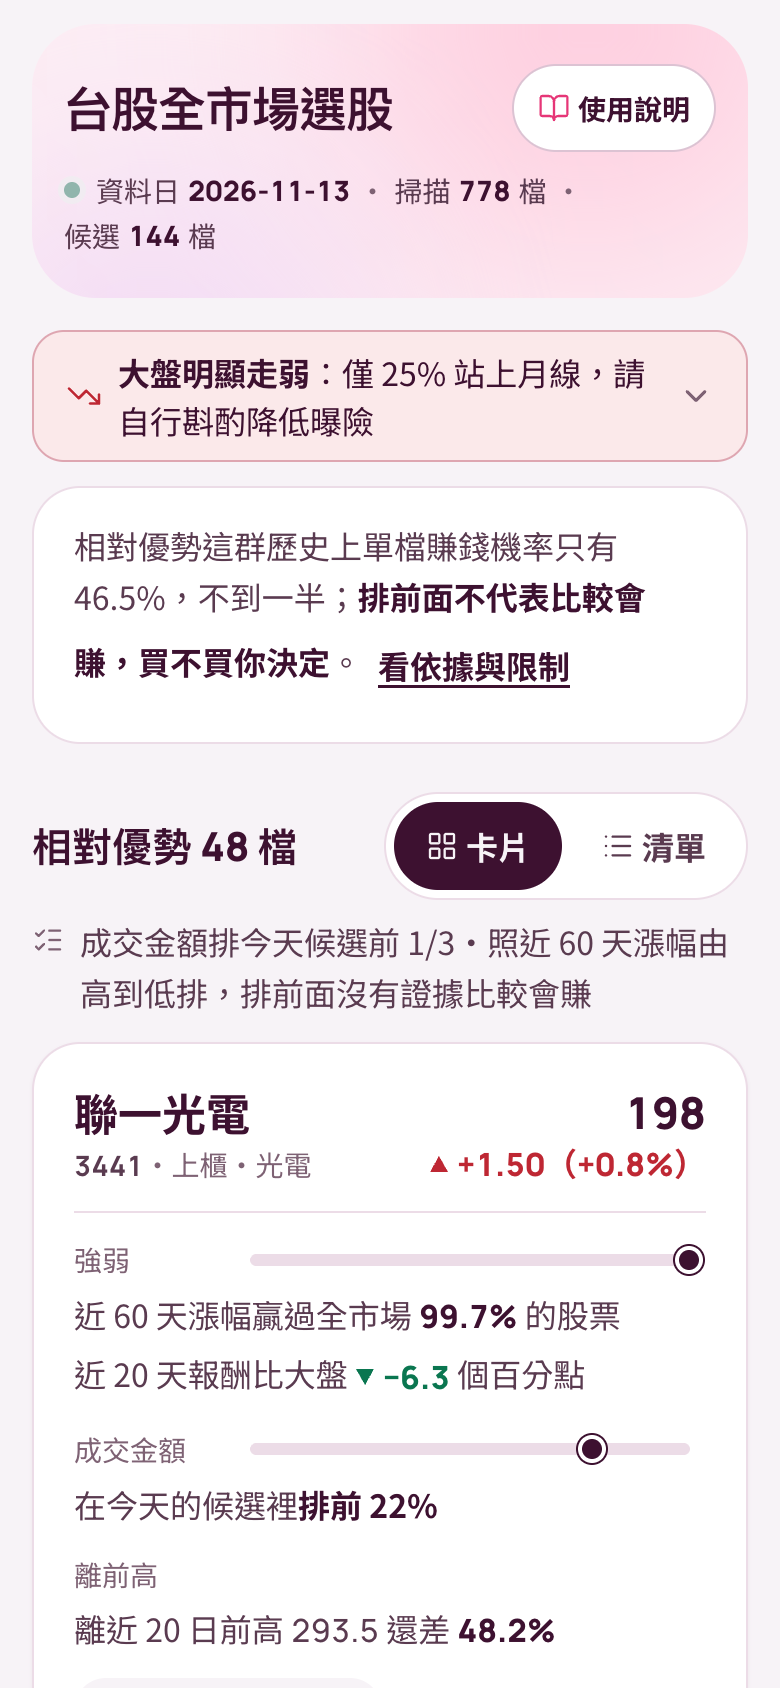 台股全市場選股
使用說明
資料日 2026-11-13 · 掃描 778 檔 ·
候選 144 檔
大盤明顯走弱：僅 25% 站上月線，請
自行斟酌降低曝險
相對優勢這群歷史上單檔賺錢機率只有
46.5%，不到一半；排前面不代表比較會
賺，買不買你決定。 看依據與限制
相對優勢 48 檔
卡片
清單
成交金額排今天候選前 1/3・照近 60 天漲幅由
高到低排，排前面沒有證據比較會賺
聯一光電
198
3441・上櫃・光電
▲ +1.50（+0.8%）
強弱
近 60 天漲幅贏過全市場 99.7% 的股票
近 20 天報酬比大盤 ▼ −6.3 個百分點
成交金額
在今天的候選裡排前 22%
離前高
離近 20 日前高 293.5 還差 48.2%